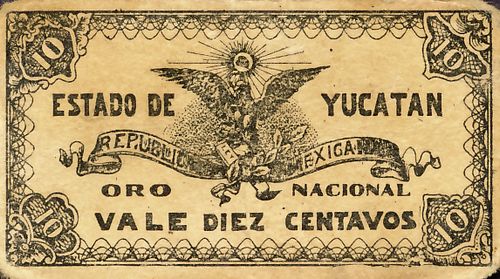 10 10
ESTADO DE YUCATAN
REPUBLICA MEXICANA
ORO NACIONAL
VALE DIEZ CENTAVOS
10 10